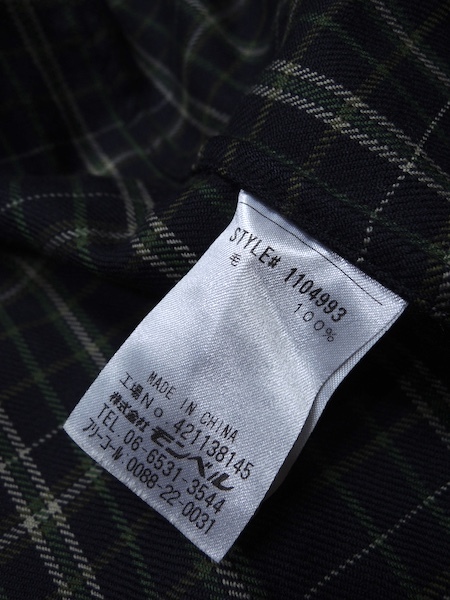 STYLE# 1104993
毛 100%
MADE IN CHINA
工場No 421138145
株式会社モンベル
TEL 06-6531-3544
フリーコール 0088-22-0031